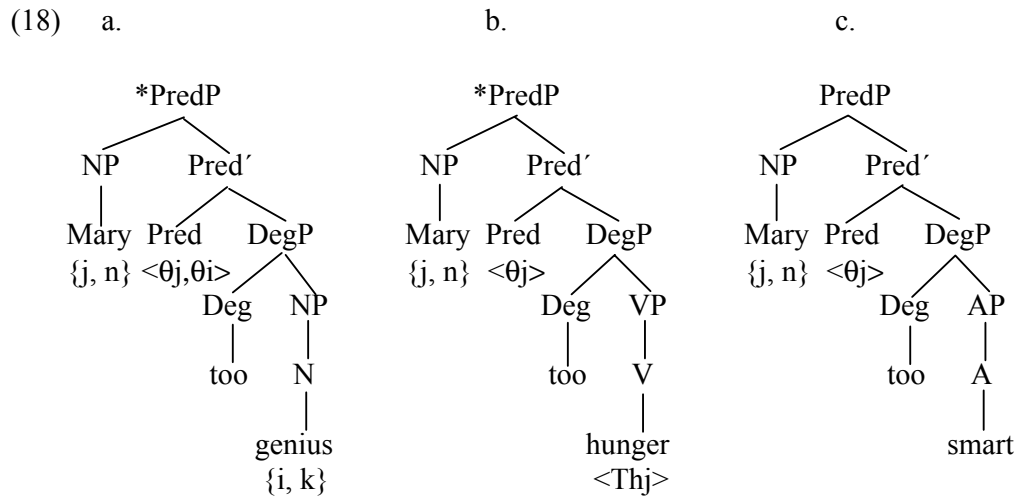 (18) a. b. c.
*PredP *PredP PredP
NP Pred´ NP Pred´ NP Pred´
Mary Pred DegP Mary Pred DegP Mary Pred DegP
{j, n} <θj,θi> {j, n} <θj> {j, n} <θj>
Deg NP Deg VP Deg AP
too N too V too A
genius hunger smart
{i, k} <Thj>